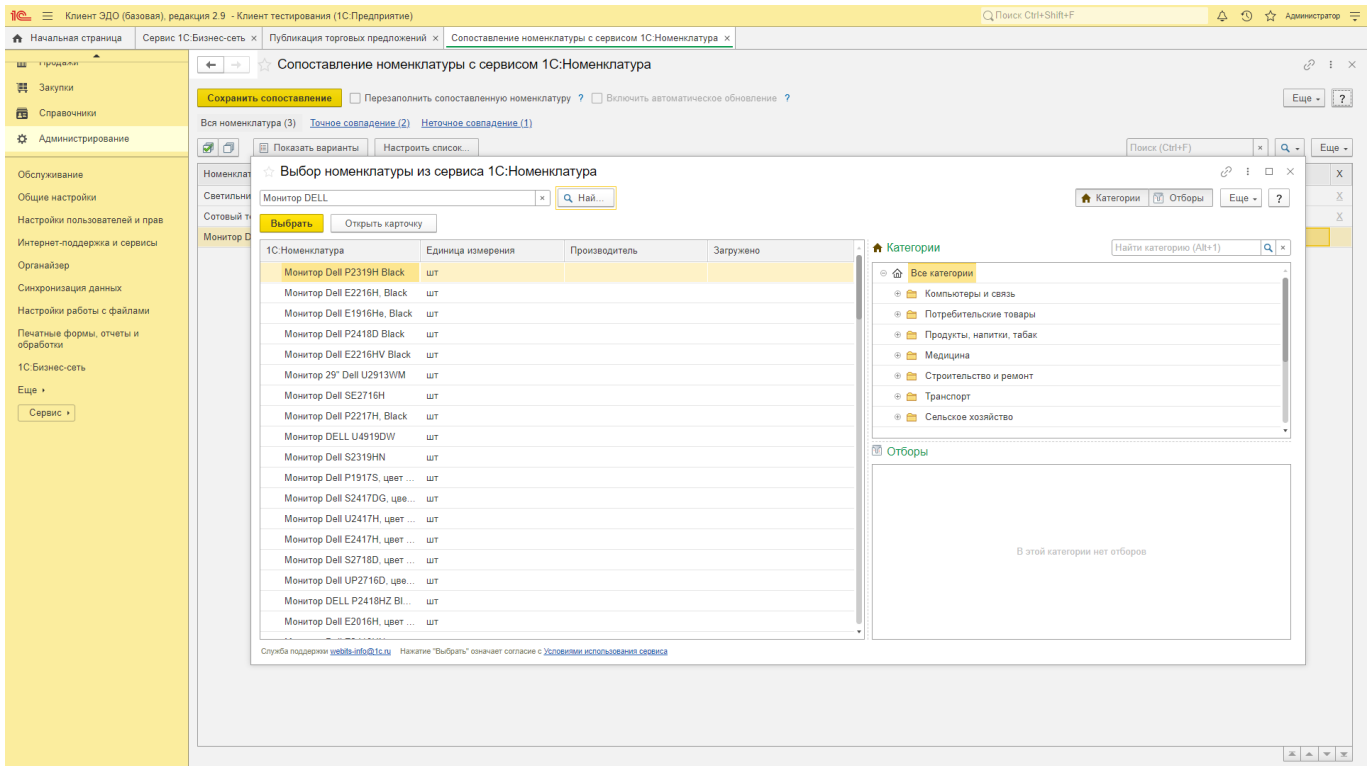 1С Клиент ЭДО (базовая), редакция 2.9 - Клиент тестирования (1С:Предприятие) Поиск Ctrl+Shift+F Администратор
Начальная страница Сервис 1С:Бизнес-сеть × Публикация торговых предложений × Сопоставление номенклатуры с сервисом 1С:Номенклатура ×
Продажи
Закупки
Справочники
Администрирование
Обслуживание
Общие настройки
Настройки пользователей и прав
Интернет-поддержка и сервисы
Органайзер
Синхронизация данных
Настройки работы с файлами
Печатные формы, отчеты и
обработки
1С:Бизнес-сеть
Еще
Сервис
Сопоставление номенклатуры с сервисом 1С:Номенклатура
Сохранить сопоставление Перезаполнить сопоставленную номенклатуру ? Включить автоматическое обновление ? Еще ?
Вся номенклатура (3) Точное совпадение (2) Неточное совпадение (1)
Показать варианты Настроить список... Поиск (Ctrl+F) × Еще
Номенклат X
Светильни X
Сотовый т X
Монитор D
Выбор номенклатуры из сервиса 1С:Номенклатура
Монитор DELL × Най... Категории Отборы Еще ?
Выбрать Открыть карточку
1С:Номенклатура Единица измерения Производитель Загружено
Монитор Dell P2319H Black шт
Монитор Dell E2216H, Black шт
Монитор Dell E1916He, Black шт
Монитор Dell P2418D Black шт
Монитор Dell E2216HV Black шт
Монитор 29" Dell U2913WM шт
Монитор Dell SE2716H шт
Монитор Dell P2217H, Black шт
Монитор DELL U4919DW шт
Монитор Dell S2319HN шт
Монитор Dell P1917S, цвет ... шт
Монитор Dell S2417DG, цве... шт
Монитор Dell U2417H, цвет ... шт
Монитор Dell E2417H, цвет ... шт
Монитор Dell S2718D, цвет ... шт
Монитор Dell UP2716D, цве... шт
Монитор DELL P2418HZ Bl... шт
Монитор Dell E2016H, цвет ... шт
Категории Найти категорию (Alt+1) ×
Все категории
Компьютеры и связь
Потребительские товары
Продукты, напитки, табак
Медицина
Строительство и ремонт
Транспорт
Сельское хозяйство
Отборы
В этой категории нет отборов
Служба поддержки webits-info@1c.ru Нажатие "Выбрать" означает согласие с Условиями использования сервиса